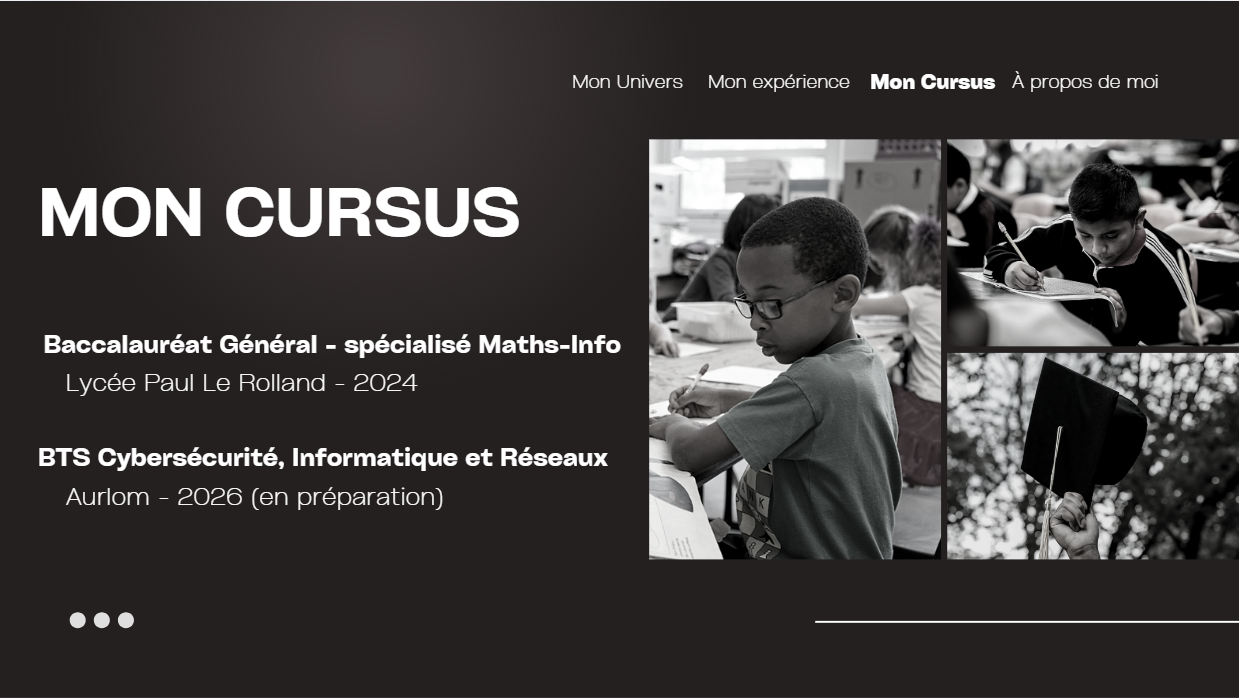 Mon Univers Mon expérience Mon Cursus À propos de moi
MON CURSUS
Baccalauréat Général - spécialisé Maths-Info
Lycée Paul Le Rolland - 2024
BTS Cybersécurité, Informatique et Réseaux
Aurlom - 2026 (en préparation)